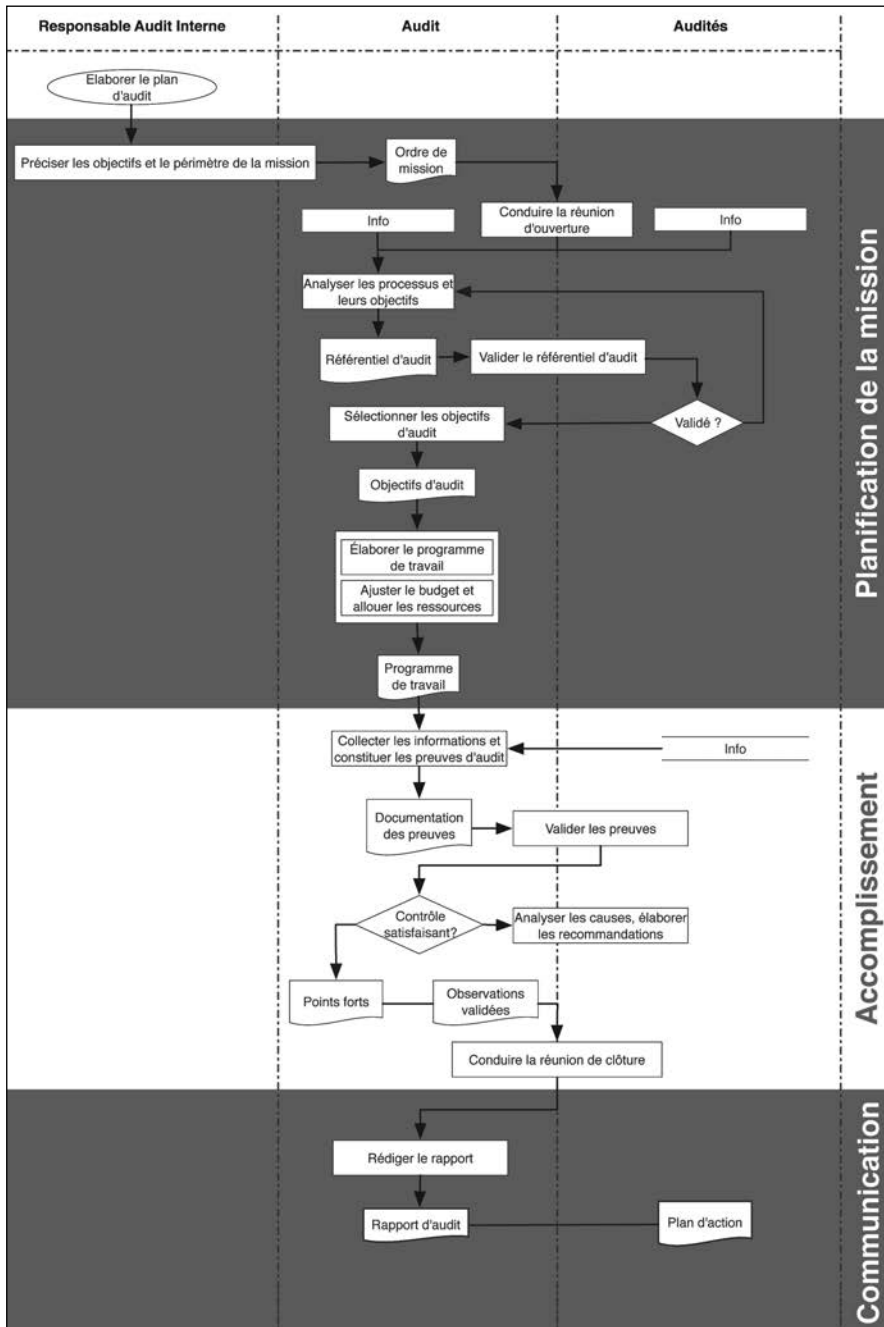 Responsable Audit Interne
Audit
Audités
Elaborer le plan
d'audit
Préciser les objectifs et le périmètre de la mission
Ordre de
mission
Info
Conduire la réunion
d'ouverture
Info
Analyser les processus et
leurs objectifs
Référentiel d'audit
Valider le référentiel d'audit
Sélectionner les objectifs
d'audit
Validé ?
Objectifs d'audit
Élaborer le programme
de travail
Ajuster le budget et
allouer les ressources
Programme
de travail
Planification de la mission
Collecter les informations et
constituer les preuves d'audit
Info
Documentation
des preuves
Valider les preuves
Contrôle
satisfaisant?
Analyser les causes, élaborer
les recommandations
Points forts
Observations
validées
Conduire la réunion de clôture
Accomplissement
Rédiger le rapport
Rapport d'audit
Plan d'action
Communication